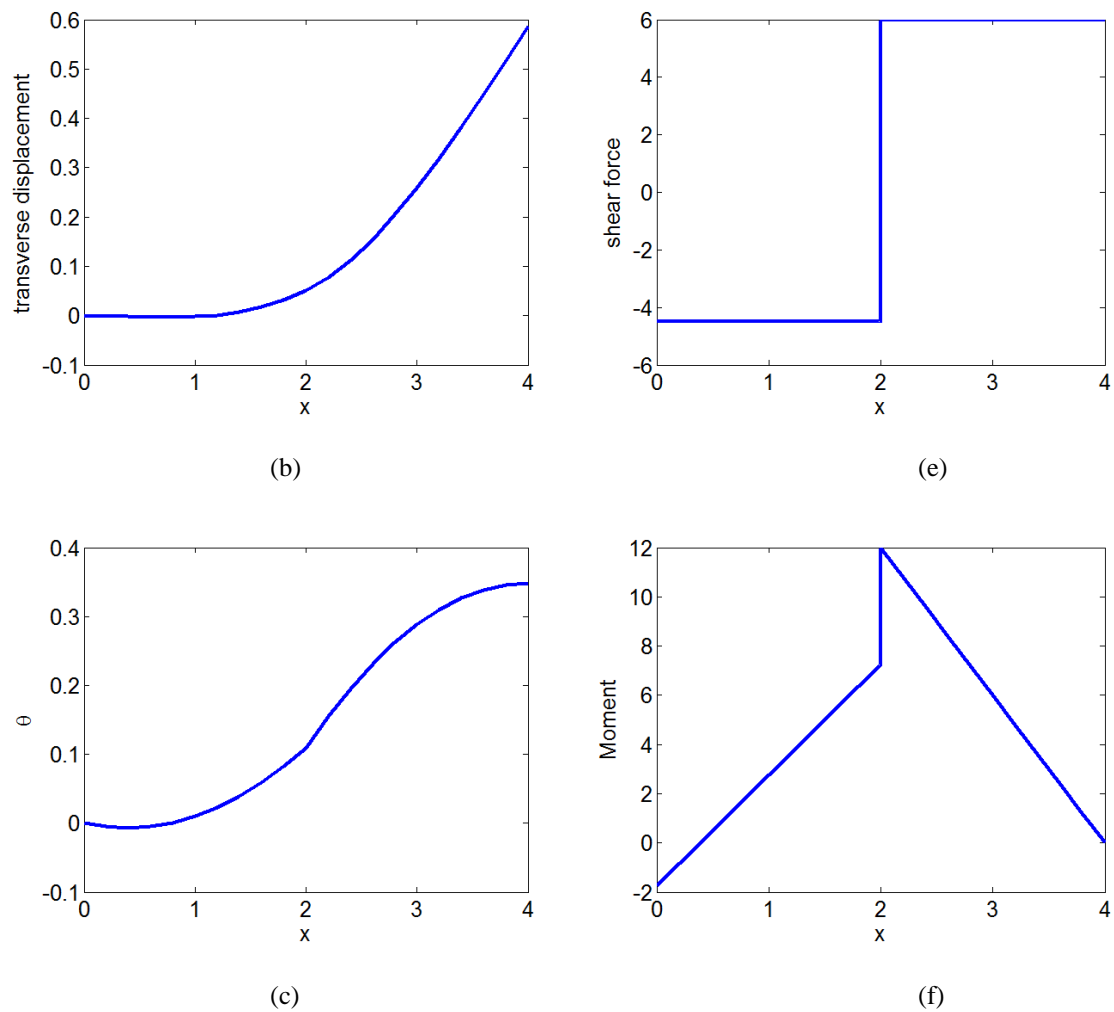 0.6
0.5
0.4
0.3
0.2
0.1
0
-0.1
transverse displacement
0 1 2 3 4
x
(b)
6
4
2
0
-2
-4
-6
shear force
0 1 2 3 4
x
(e)
0.4
0.3
0.2
0.1
0
-0.1
θ
0 1 2 3 4
x
(c)
12
10
8
6
4
2
0
-2
Moment
0 1 2 3 4
x
(f)